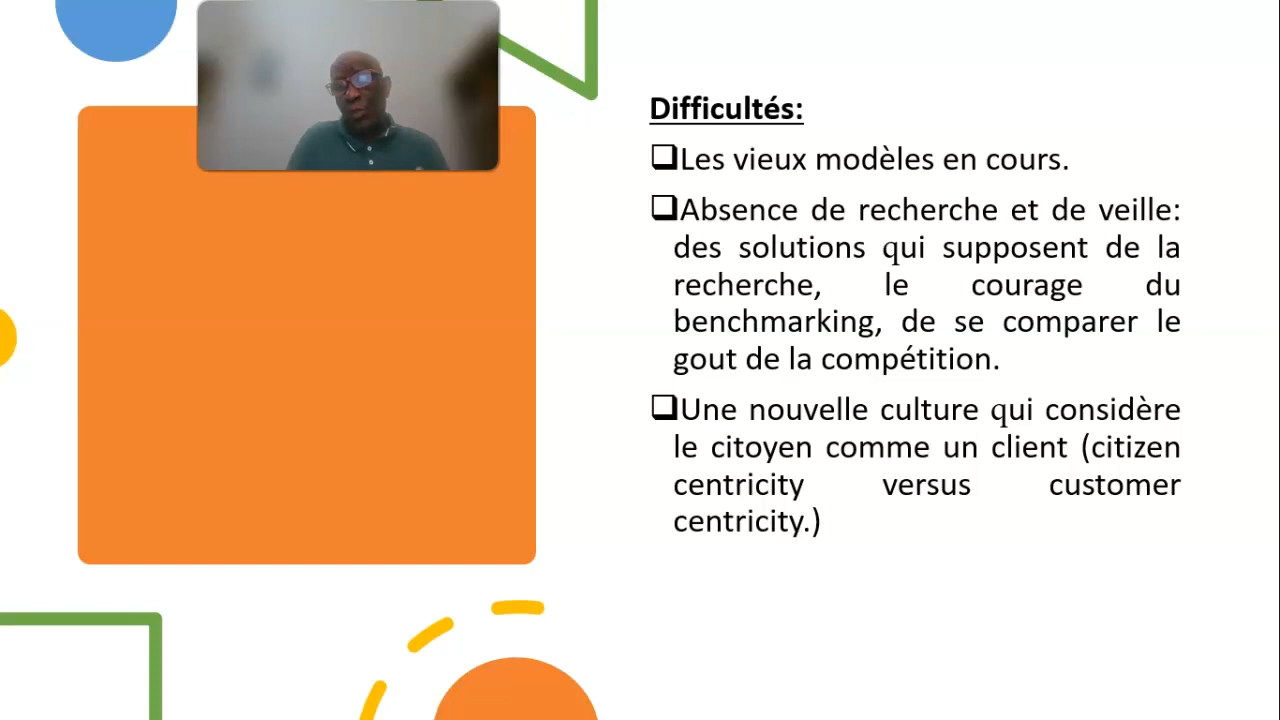 Difficultés:
❑Les vieux modèles en cours.
❑Absence de recherche et de veille:
des solutions qui supposent de la
recherche, le courage du
benchmarking, de se comparer le
gout de la compétition.
❑Une nouvelle culture qui considère
le citoyen comme un client (citizen
centricity versus customer
centricity.)